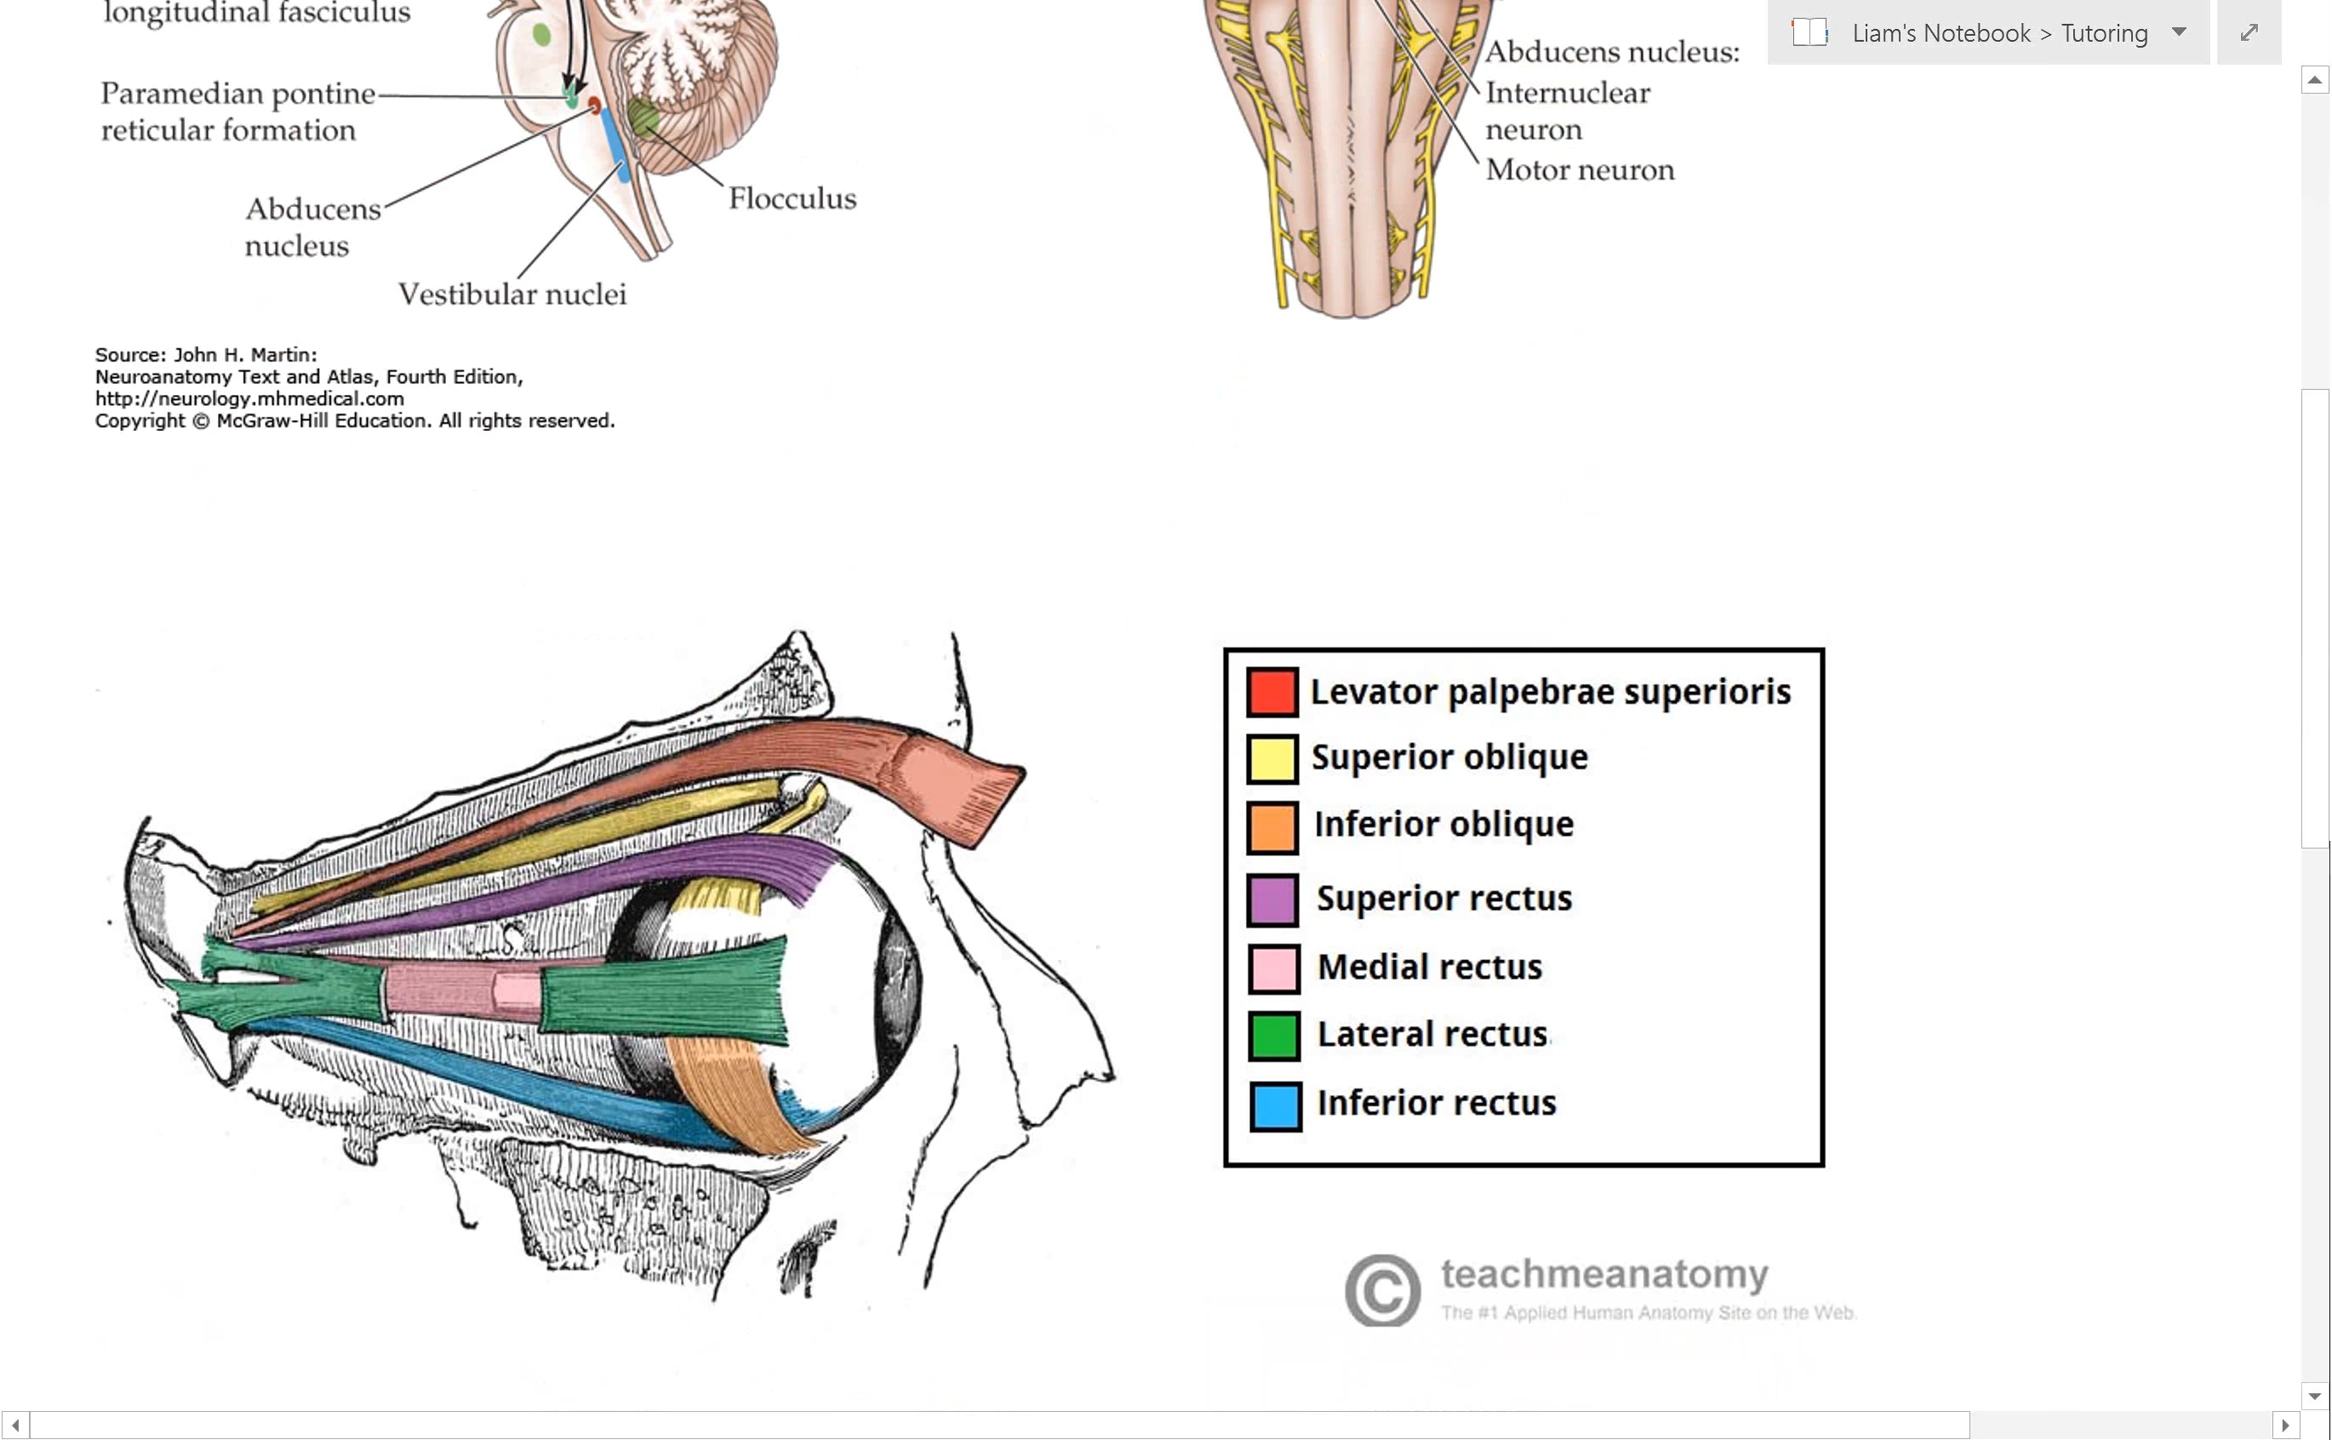 longitudinal fasciculus
Paramedian pontine
reticular formation
Abducens
nucleus
Vestibular nuclei
Flocculus
Abducens nucleus:
Internuclear
neuron
Motor neuron
Liam's Notebook > Tutoring
Source: John H. Martin:
Neuroanatomy Text and Atlas, Fourth Edition,
http://neurology.mhmedical.com
Copyright © McGraw-Hill Education. All rights reserved.
Levator palpebrae superioris
Superior oblique
Inferior oblique
Superior rectus
Medial rectus
Lateral rectus
Inferior rectus
© teachmeanatomy
The #1 Applied Human Anatomy Site on the Web.